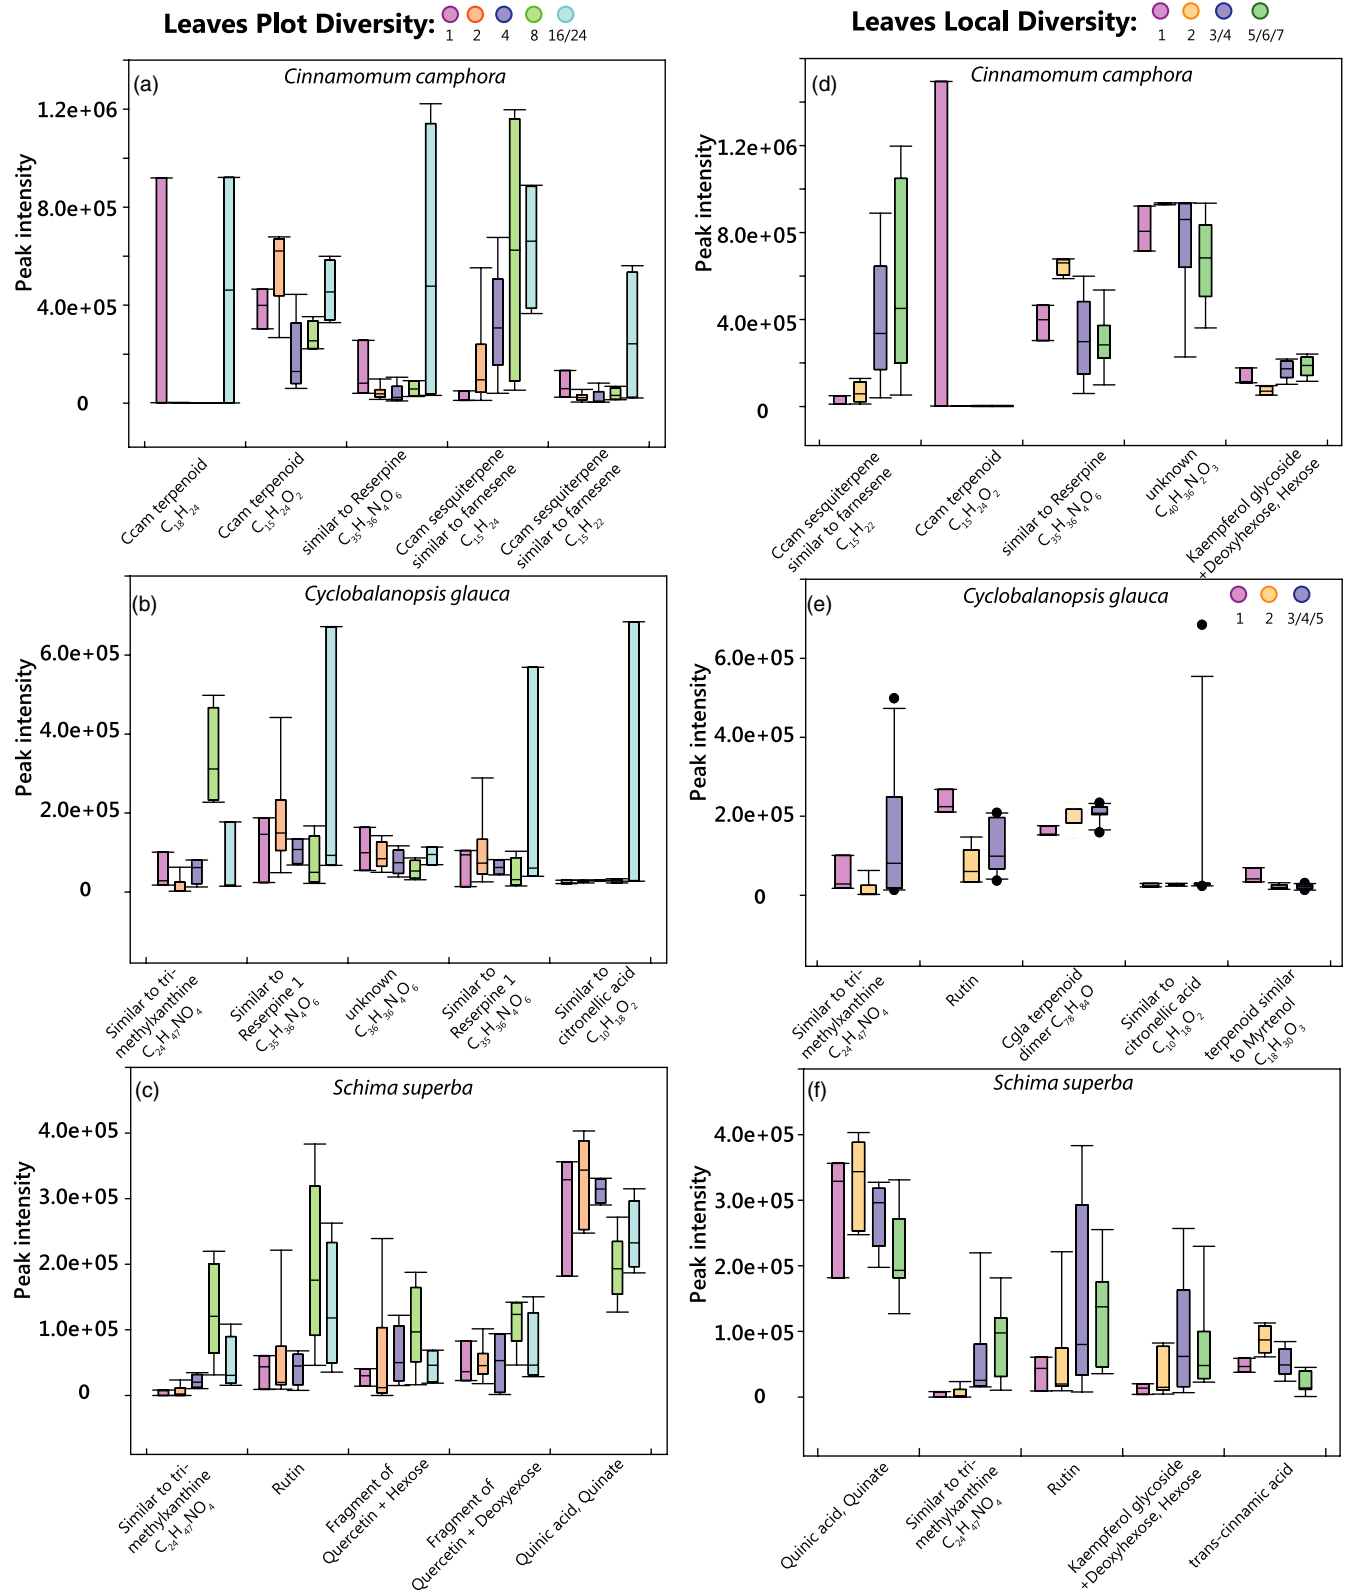 Leaves Plot Diversity:
1 2 4 8 16/24
(a) Cinnamomum camphora
Peak intensity
1.2e+06
8.0e+05
4.0e+05
0
Ccam terpenoid
C18H24
Ccam terpenoid
C15H24O2
similar to Reserpine
C35H36N4O6
Ccam sesquiterpene
similar to farnesene
C15H24
Ccam sesquiterpene
similar to farnesene
C15H22
(b) Cyclobalanopsis glauca
Peak intensity
6.0e+05
4.0e+05
2.0e+05
0
Similar to tri-
methylxanthine
C24H47NO4
Similar to
Reserpine 1
C35H36N4O6
unknown
C36H36N4O6
Similar to
Reserpine 1
C35H36N4O6
Similar to
citronellic acid
C10H18O2
(c) Schima superba
Peak intensity
4.0e+05
3.0e+05
2.0e+05
1.0e+05
0
Similar to tri-
methylxanthine
C24H47NO4
Rutin
Fragment of
Quercetin + Hexose
Fragment of
Quercetin + Deoxyexose
Quinic acid, Quinate
Leaves Local Diversity:
1 2 3/4 5/6/7
(d) Cinnamomum camphora
Peak intensity
1.2e+06
8.0e+05
4.0e+05
0
Ccam sesquiterpene
similar to farnesene
C15H22
Ccam terpenoid
C15H24O2
similar to Reserpine
C35H36N4O6
unknown
C40H36N2O3
Kaempferol glycoside
+Deoxyhexose, Hexose
(e) Cyclobalanopsis glauca
1 2 3/4/5
Peak intensity
6.0e+05
4.0e+05
2.0e+05
0
Similar to tri-
methylxanthine
C24H47NO4
Rutin
Cgla terpenoid
dimer C78H84O
Similar to
citronellic acid
C10H18O2
terpenoid similar
to Myrtenol
C18H30O3
(f) Schima superba
Peak intensity
4.0e+05
3.0e+05
2.0e+05
1.0e+05
0
Quinic acid, Quinate
Similar to tri-
methylxanthine
C24H47NO4
Rutin
Kaempferol glycoside
+Deoxyhexose, Hexose
trans-cinnamic acid